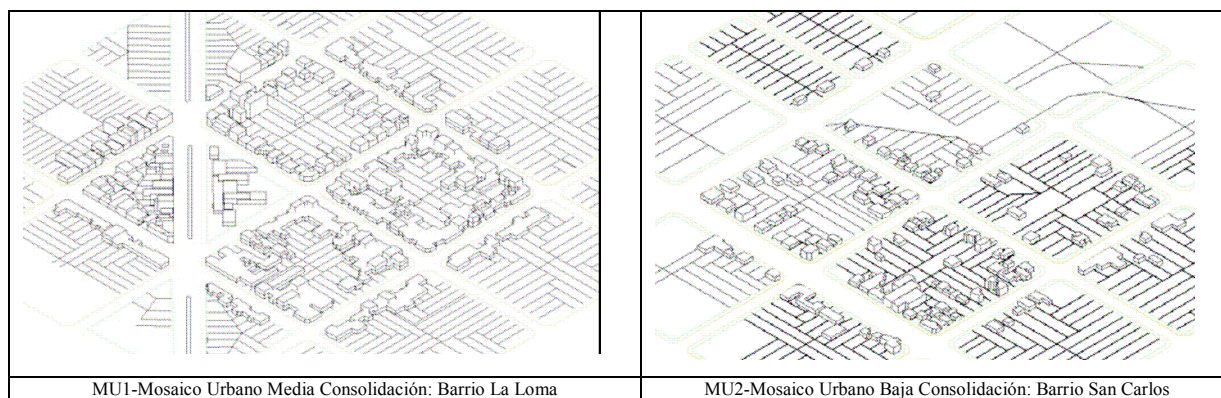 MU1-Mosaico Urbano Media Consolidación: Barrio La Loma
MU2-Mosaico Urbano Baja Consolidación: Barrio San Carlos